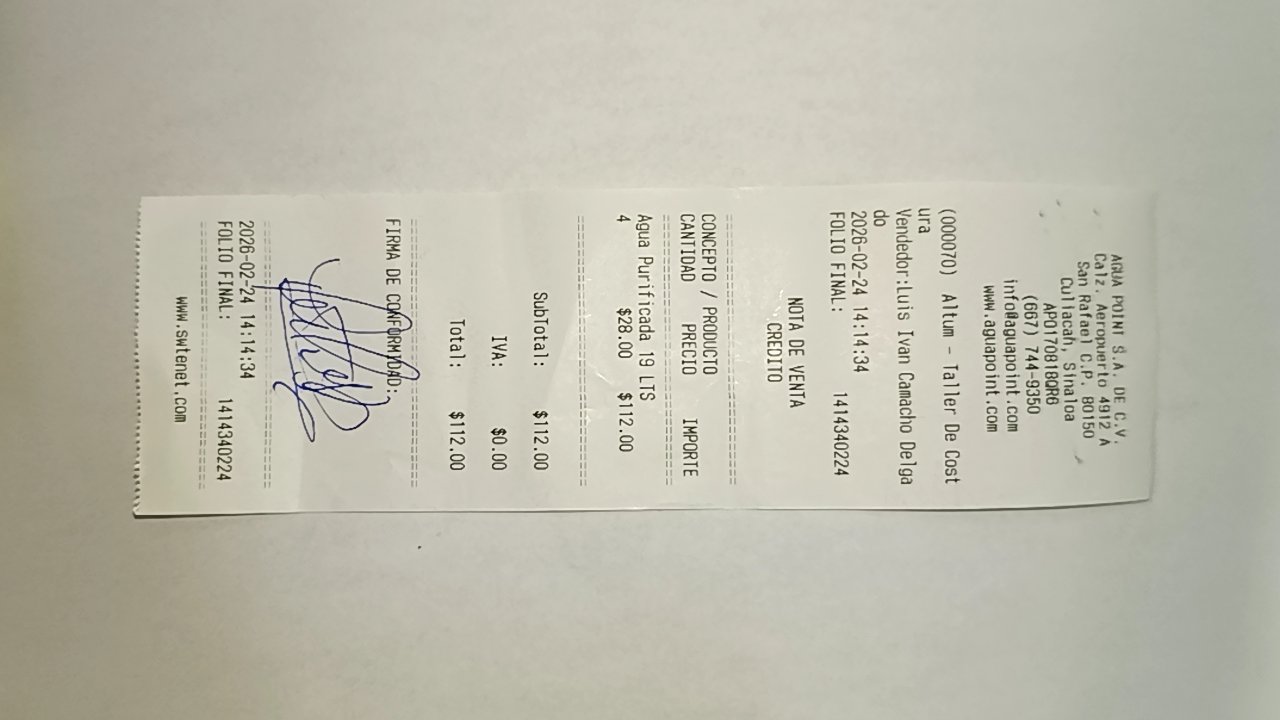 AGUA POINT S.A. DE C.V.
Calz. Aeropuerto 4912 A
San Rafael C.P. 80150
Culiacan, Sinaloa
APO170818QR6
(667) 744-9350
info@aguapoint.com
www.aguapoint.com
(000070) Altum - Taller De Cost
ura
Vendedor:Luis Ivan Camacho Delga
do
2026-02-24 14:14:34
FOLIO FINAL: 1414340224
NOTA DE VENTA
CREDITO
CONCEPTO / PRODUCTO
CANTIDAD PRECIO IMPORTE
Agua Purificada 19 LTS
4 $28.00 $112.00
SubTotal: $112.00
IVA: $0.00
Total: $112.00
FIRMA DE CONFORMIDAD:
2026-02-24 14:14:34
FOLIO FINAL: 1414340224
www.swtenet.com